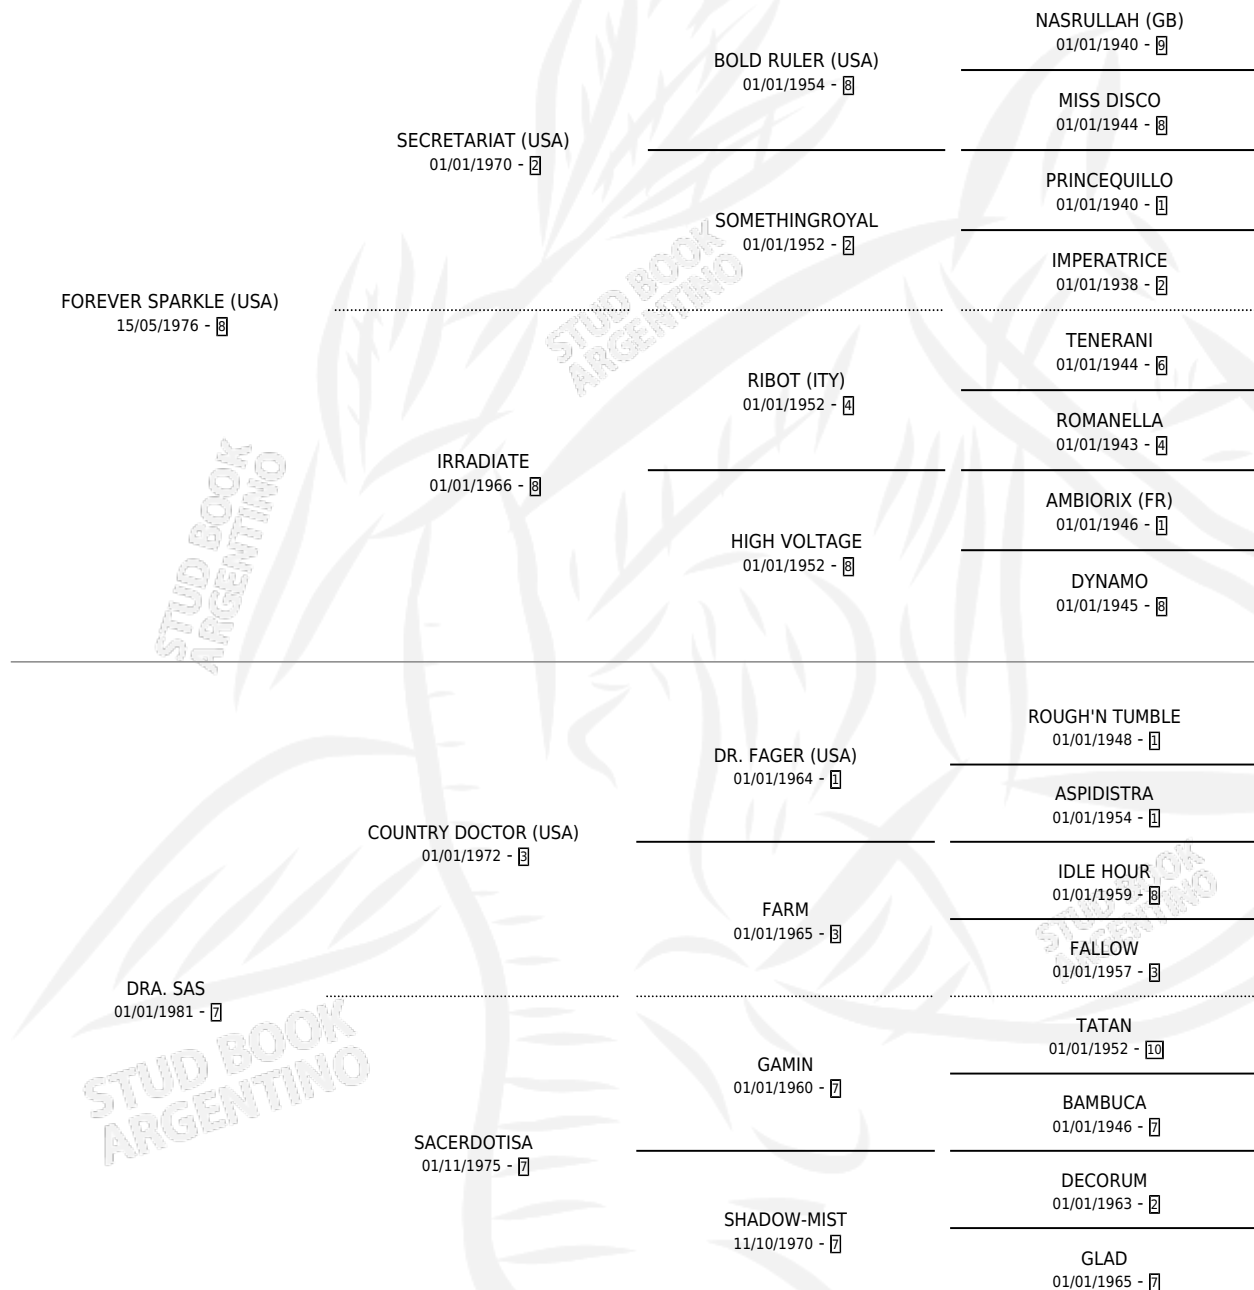 NASRULLAH (GB)
01/01/1940 - 9
BOLD RULER (USA)
01/01/1954 - 8
MISS DISCO
01/01/1944 - 8
SECRETARIAT (USA)
01/01/1970 - 2
PRINCEQUILLO
01/01/1940 - 1
SOMETHINGROYAL
01/01/1952 - 2
IMPERATRICE
01/01/1938 - 2
FOREVER SPARKLE (USA)
15/05/1976 - 8
TENERANI
01/01/1944 - 6
RIBOT (ITY)
01/01/1952 - 4
ROMANELLA
01/01/1943 - 4
IRRADIATE
01/01/1966 - 8
AMBIORIX (FR)
01/01/1946 - 1
HIGH VOLTAGE
01/01/1952 - 8
DYNAMO
01/01/1945 - 8
ROUGH'N TUMBLE
01/01/1948 - 1
DR. FAGER (USA)
01/01/1964 - 1
ASPIDISTRA
01/01/1954 - 1
COUNTRY DOCTOR (USA)
01/01/1972 - 3
IDLE HOUR
01/01/1959 - 8
FARM
01/01/1965 - 3
FALLOW
01/01/1957 - 3
DRA. SAS
01/01/1981 - 7
TATAN
01/01/1952 - 10
GAMIN
01/01/1960 - 7
BAMBUCA
01/01/1946 - 7
SACERDOTISA
01/11/1975 - 7
DECORUM
01/01/1963 - 2
SHADOW-MIST
11/10/1970 - 7
GLAD
01/01/1965 - 7
STUD BOOK
ARGENTINO
STUD BOOK
ARGENTINO
STUD BOOK
ARGENTINO
STUD BOOK
ARGENTINO